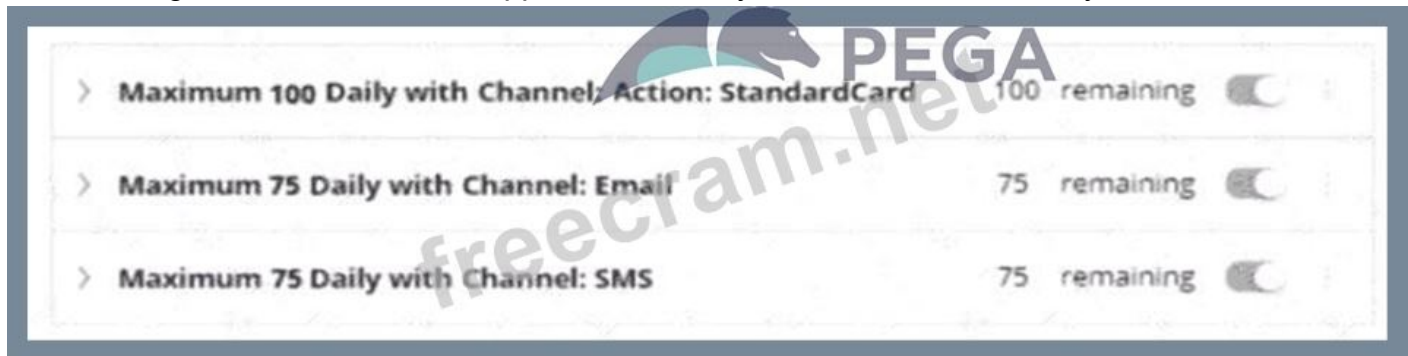 PEGA
Maximum 100 Daily with Channel: Action: StandardCard 100 remaining
Maximum 75 Daily with Channel: Email 75 remaining
Maximum 75 Daily with Channel: SMS 75 remaining
freecram.net